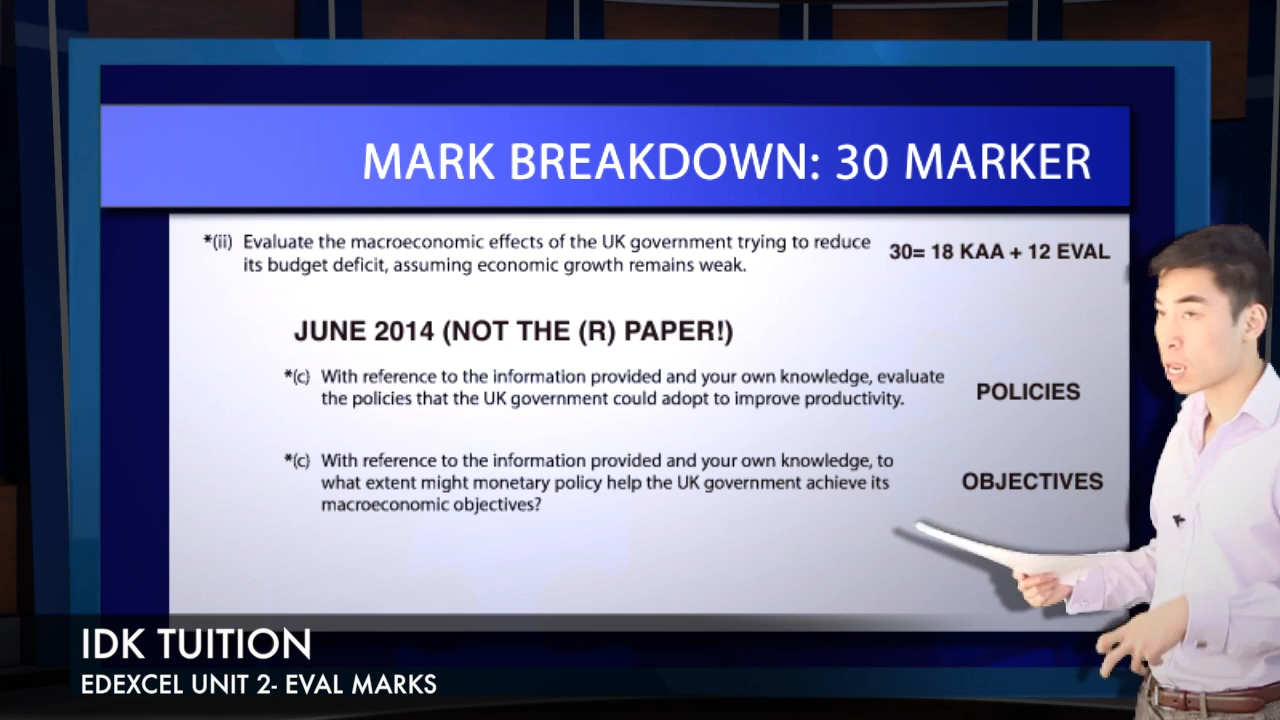 MARK BREAKDOWN: 30 MARKER
*(ii) Evaluate the macroeconomic effects of the UK government trying to reduce
its budget deficit, assuming economic growth remains weak.
30= 18 KAA + 12 EVAL
JUNE 2014 (NOT THE (R) PAPER!)
*(c) With reference to the information provided and your own knowledge, evaluate
the policies that the UK government could adopt to improve productivity.
POLICIES
*(c) With reference to the information provided and your own knowledge, to
what extent might monetary policy help the UK government achieve its
macroeconomic objectives?
OBJECTIVES
IDK TUITION
EDEXCEL UNIT 2- EVAL MARKS